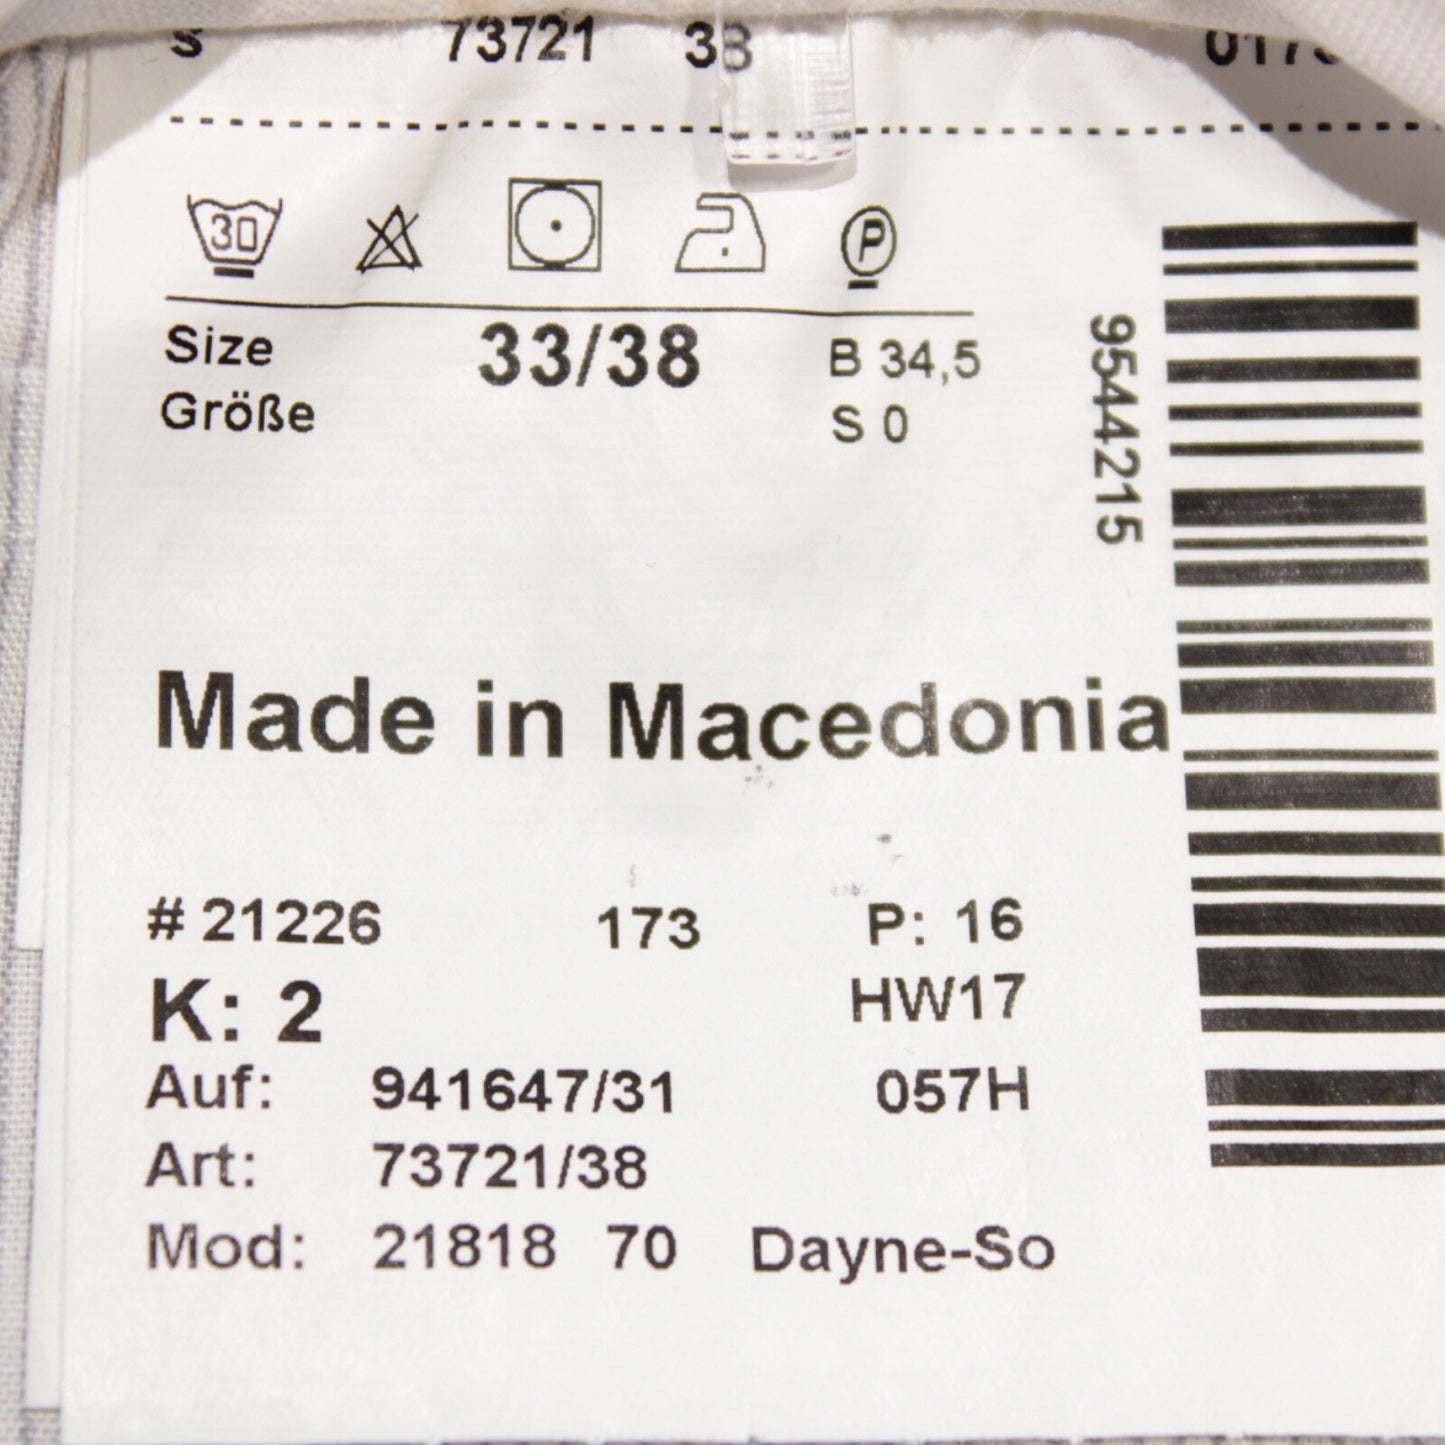 73721 38
30 P
Size 33/38 B 34,5
Größe S 0
9544215
Made in Macedonia
# 21226 173 P: 16
K: 2 HW17
Auf: 941647/31 057H
Art: 73721/38
Mod: 21818 70 Dayne-So